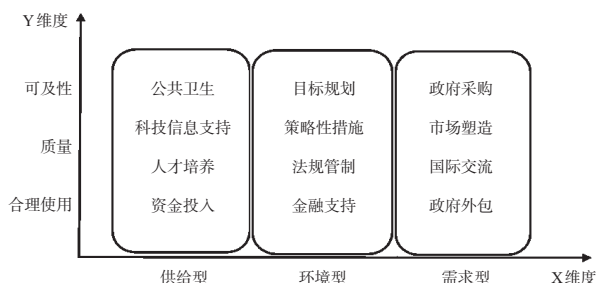 Y维度
可及性 公共卫生 目标规划 政府采购
科技信息支持 策略性措施 市场塑造
质量
人才培养 法规管制 国际交流
合理使用 资金投入 金融支持 政府外包
供给型 环境型 需求型 X维度